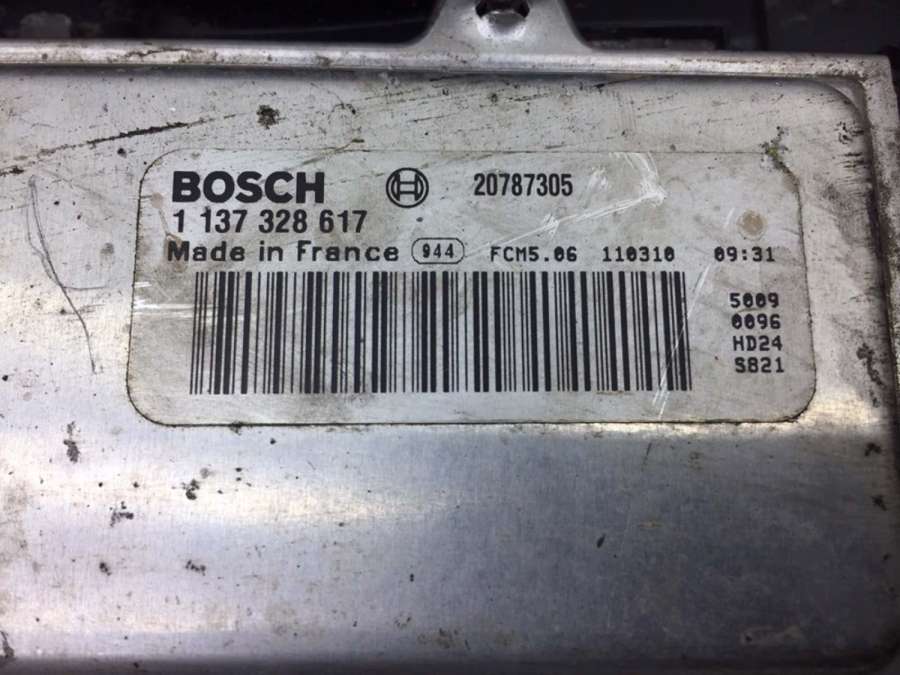 BOSCH 20787305
1 137 328 617
Made in France 944 FCM5.06 110310 09:31
5009
0096
HD24
S821